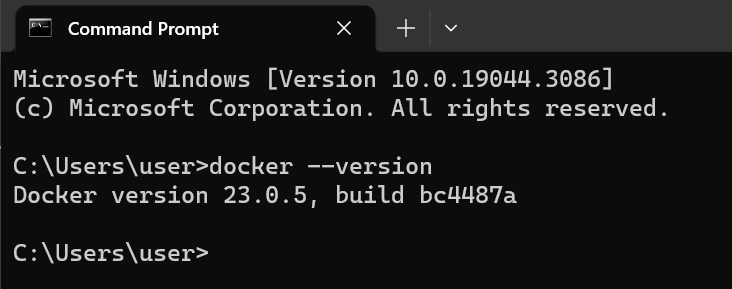 Command Prompt
Microsoft Windows [Version 10.0.19044.3086]
(c) Microsoft Corporation. All rights reserved.
C:\Users\user>docker --version
Docker version 23.0.5, build bc4487a
C:\Users\user>